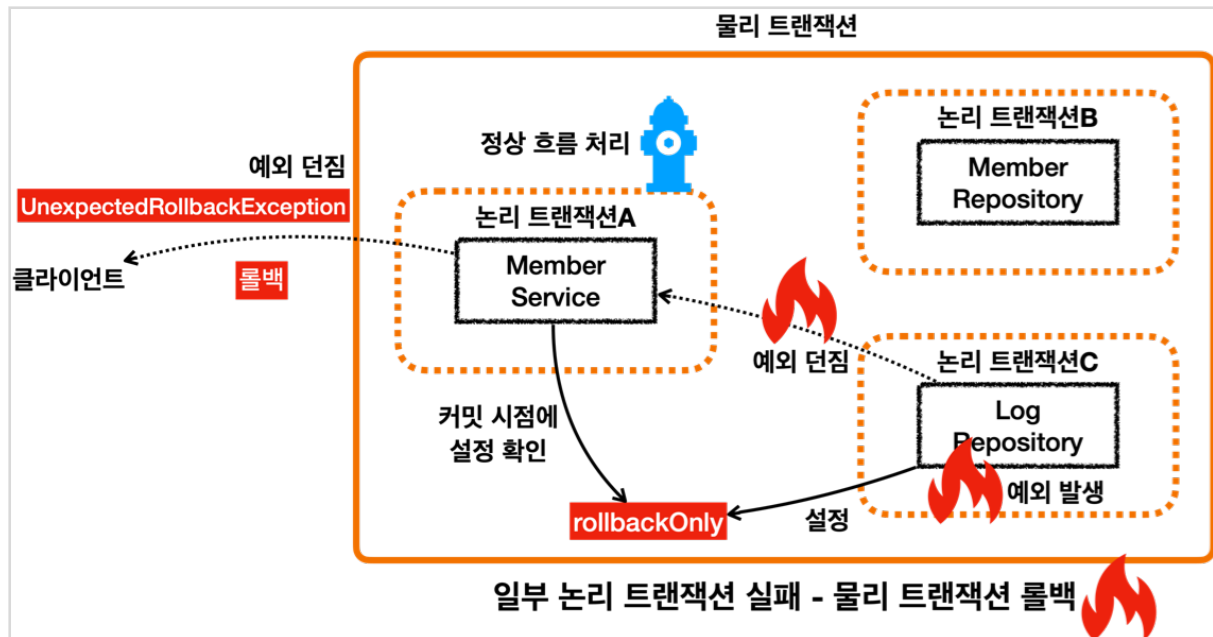 물리 트랜잭션
정상 흐름 처리
논리 트랜잭션B
Member
Repository
예외 던짐
UnexpectedRollbackException
논리 트랜잭션A
Member
Service
클라이언트
롤백
예외 던짐
논리 트랜잭션C
Log
Repository
예외 발생
커밋 시점에
설정 확인
rollbackOnly
설정
일부 논리 트랜잭션 실패 - 물리 트랜잭션 롤백